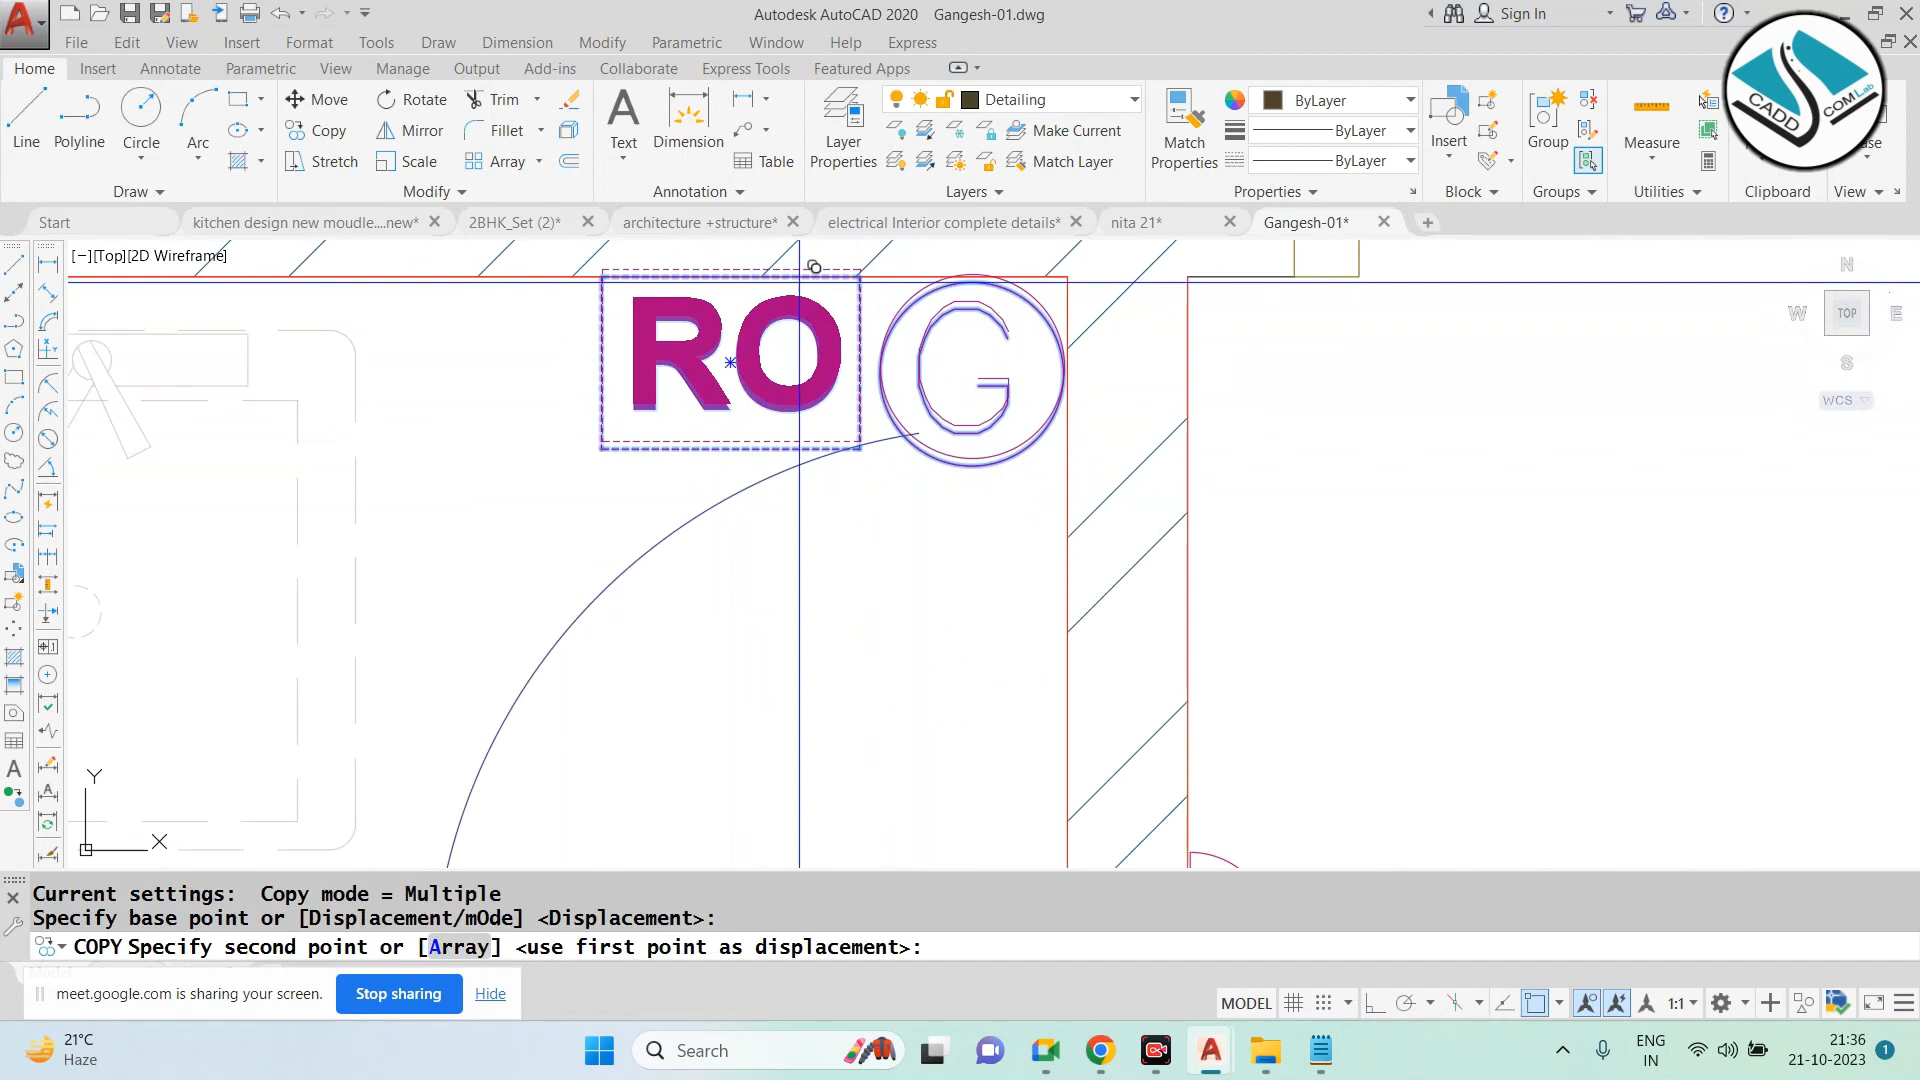 Autodesk AutoCAD 2020 Gangesh-01.dwg
Sign In
File Edit View Insert Format Tools Draw Dimension Modify Parametric Window Help Express
Home Insert Annotate Parametric View Manage Output Add-ins Collaborate Express Tools Featured Apps
Line Polyline Circle Arc
Move Rotate Trim
Copy Mirror Fillet
Stretch Scale Array
Text Dimension Table
Layer Properties
Detailing
Make Current
Match Layer
Match Properties
ByLayer
ByLayer
ByLayer
Insert
Group
Measure
Draw Modify Annotation Layers Properties Block Groups Utilities Clipboard View
CADD COM Lab
Start
kitchen design new moudle....new*
2BHK_Set (2)*
architecture +structure*
electrical Interior complete details*
nita 21*
Gangesh-01*
[−][Top][2D Wireframe]
RO G
N
W TOP E
S
WCS
Y
X
Current settings: Copy mode = Multiple
Specify base point or [Displacement/mOde] <Displacement>:
COPY Specify second point or [Array] <use first point as displacement>:
meet.google.com is sharing your screen. Stop sharing Hide
MODEL 1:1
21°C
Haze
Search
ENG
IN
21:36
21-10-2023
1